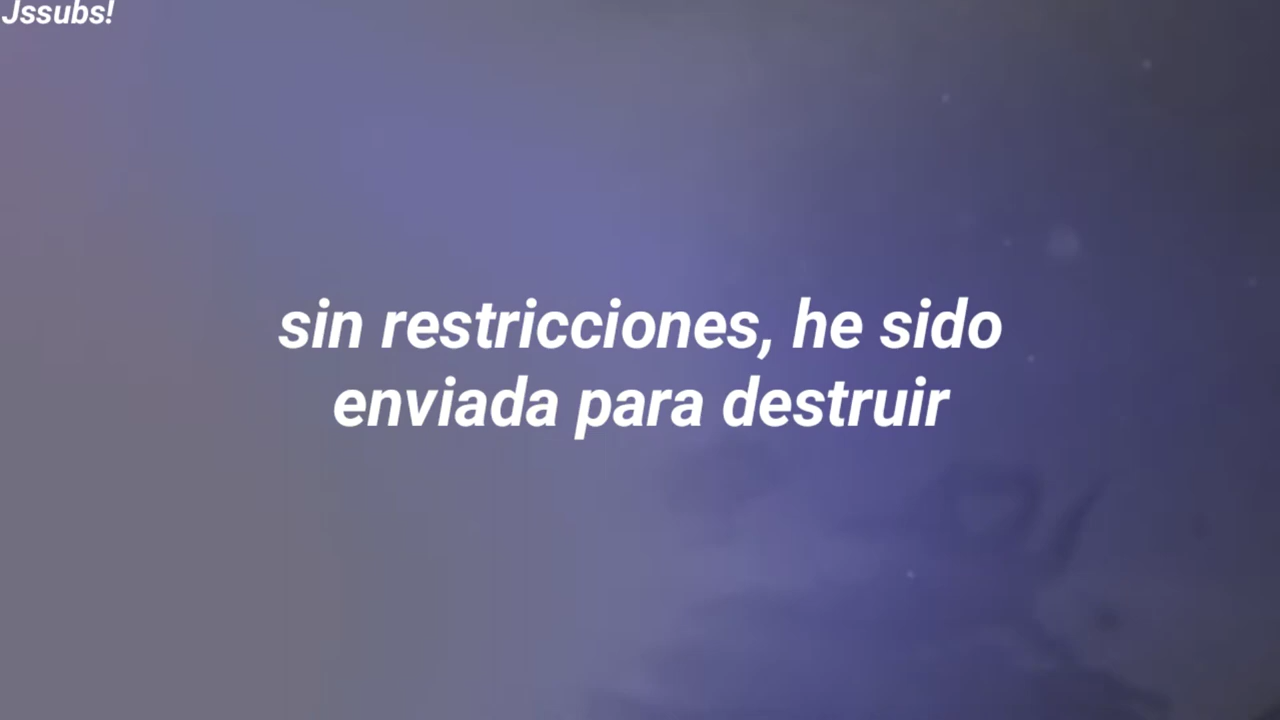 Jssubs!
sin restricciones, he sido
enviada para destruir